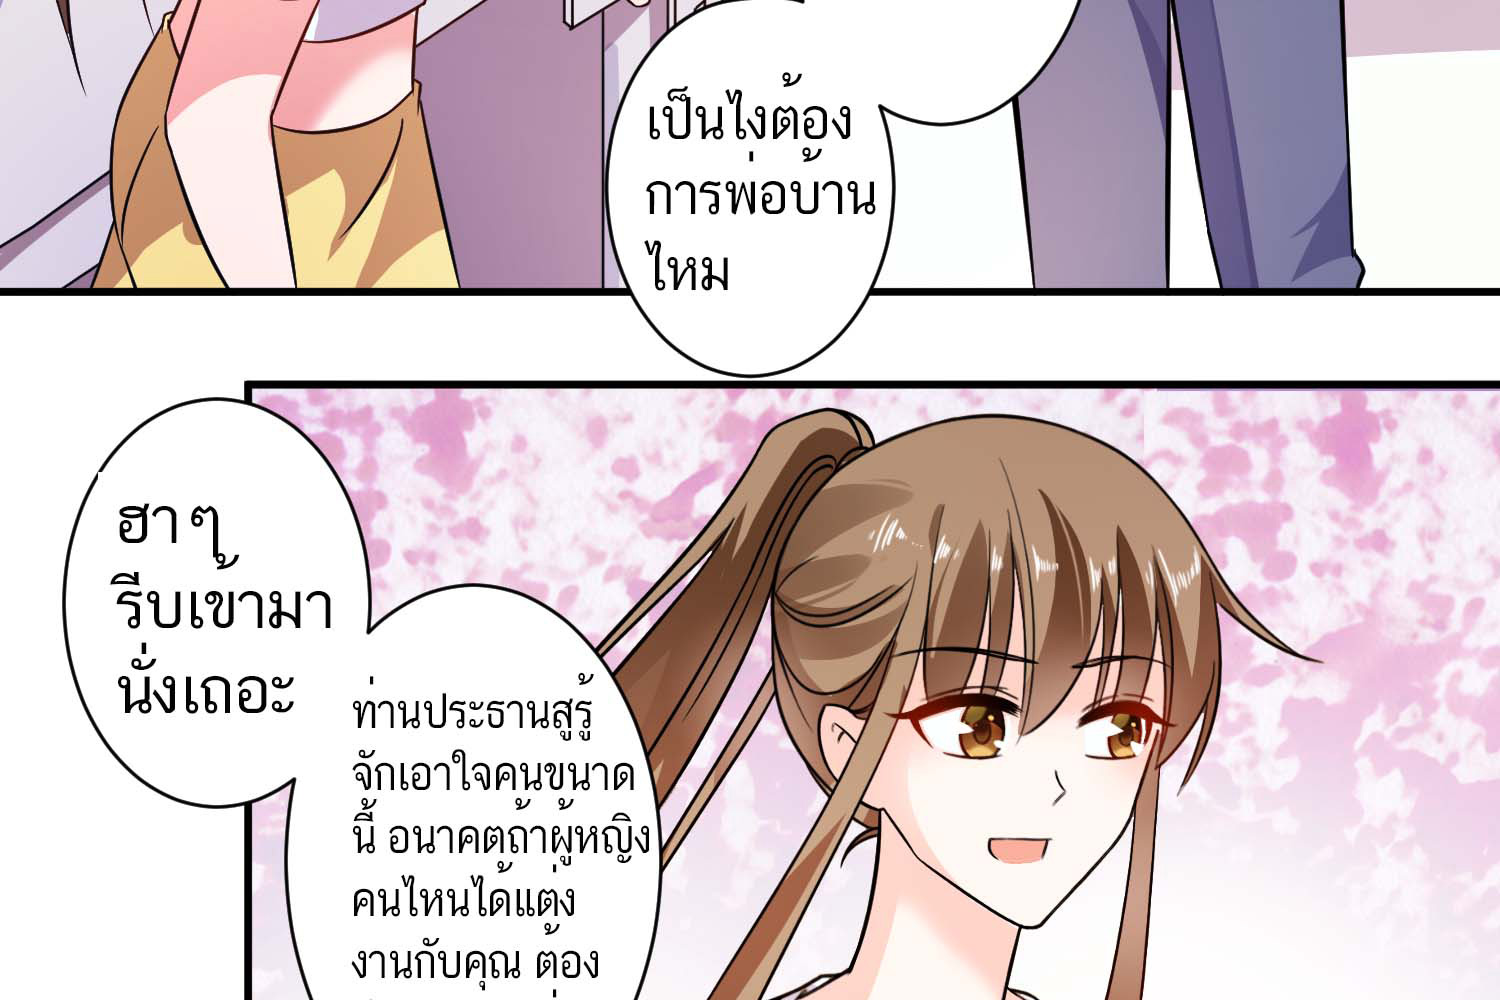 เป็นไงต้อง
การพ่อบ้าน
ไหม
ฮาๆ
รีบเข้ามา
นั่งเถอะ
ท่านประธานสูรู้
จักเอาใจคนขนาด
นี้ อนาคตถ้าผู้หญิง
คนไหนได้แต่ง
งานกับคุณ ต้อง